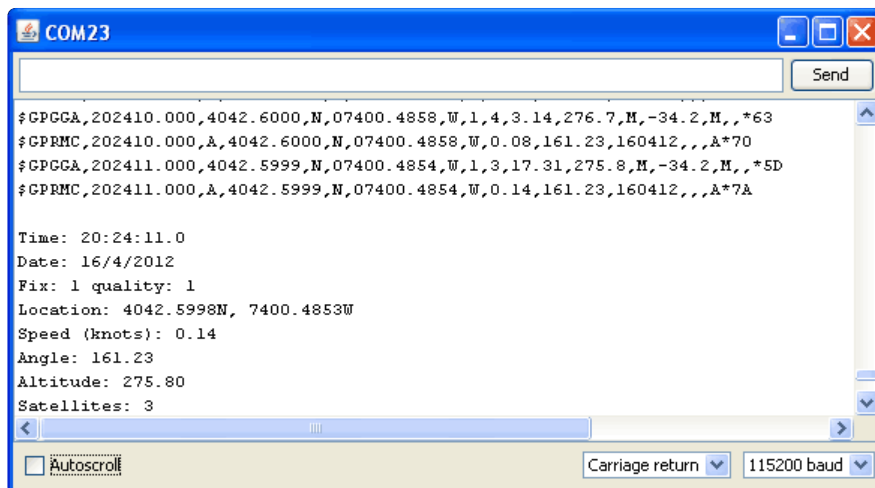 COM23
Send
$GPGGA,202410.000,4042.6000,N,07400.4858,W,1,4,3.14,276.7,M,-34.2,M,,*63
$GPRMC,202410.000,A,4042.6000,N,07400.4858,W,0.08,161.23,160412,,,A*70
$GPGGA,202411.000,4042.5999,N,07400.4854,W,1,3,17.31,275.8,M,-34.2,M,,*5D
$GPRMC,202411.000,A,4042.5999,N,07400.4854,W,0.14,161.23,160412,,,A*7A
Time: 20:24:11.0
Date: 16/4/2012
Fix: 1 quality: 1
Location: 4042.5998N, 7400.4853W
Speed (knots): 0.14
Angle: 161.23
Altitude: 275.80
Satellites: 3
Autoscroll
Carriage return
115200 baud